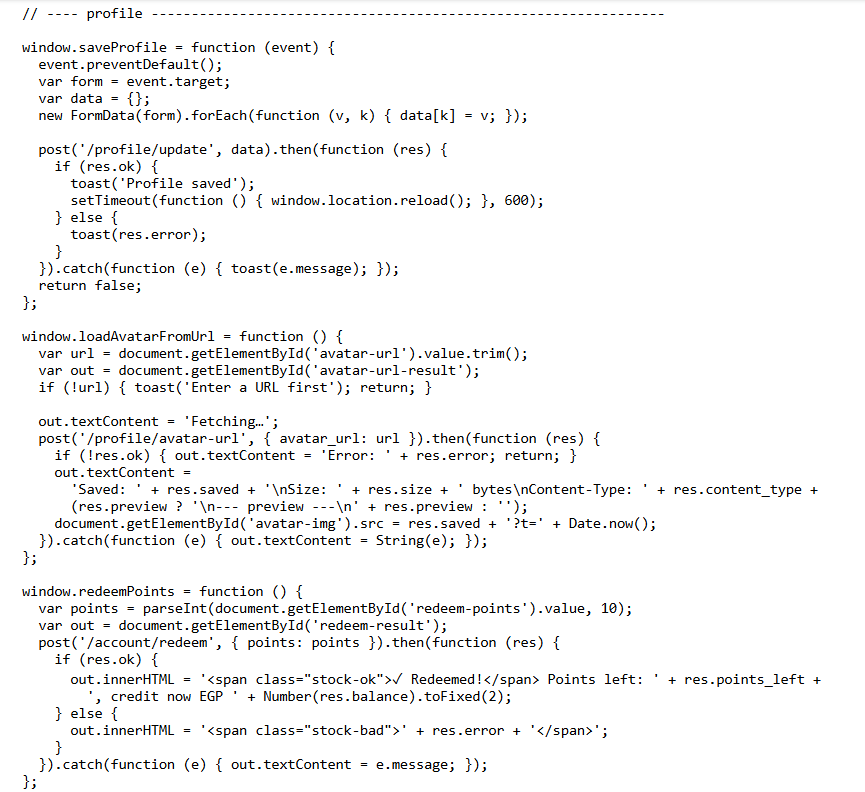 // ---- profile ----------------------------------------------------------------

window.saveProfile = function (event) {
  event.preventDefault();
  var form = event.target;
  var data = {};
  new FormData(form).forEach(function (v, k) { data[k] = v; });

  post('/profile/update', data).then(function (res) {
    if (res.ok) {
      toast('Profile saved');
      setTimeout(function () { window.location.reload(); }, 600);
    } else {
      toast(res.error);
    }
  }).catch(function (e) { toast(e.message); });
  return false;
};

window.loadAvatarFromUrl = function () {
  var url = document.getElementById('avatar-url').value.trim();
  var out = document.getElementById('avatar-url-result');
  if (!url) { toast('Enter a URL first'); return; }

  out.textContent = 'Fetching…';
  post('/profile/avatar-url', { avatar_url: url }).then(function (res) {
    if (!res.ok) { out.textContent = 'Error: ' + res.error; return; }
    out.textContent =
      'Saved: ' + res.saved + '\nSize: ' + res.size + ' bytes\nContent-Type: ' + res.content_type +
      (res.preview ? '\n--- preview ---\n' + res.preview : '');
    document.getElementById('avatar-img').src = res.saved + '?t=' + Date.now();
  }).catch(function (e) { out.textContent = String(e); });
};

window.redeemPoints = function () {
  var points = parseInt(document.getElementById('redeem-points').value, 10);
  var out = document.getElementById('redeem-result');
  post('/account/redeem', { points: points }).then(function (res) {
    if (res.ok) {
      out.innerHTML = '<span class="stock-ok">✓ Redeemed!</span> Points left: ' + res.points_left +
        ', credit now EGP ' + Number(res.balance).toFixed(2);
    } else {
      out.innerHTML = '<span class="stock-bad">' + res.error + '</span>';
    }
  }).catch(function (e) { out.textContent = e.message; });
};